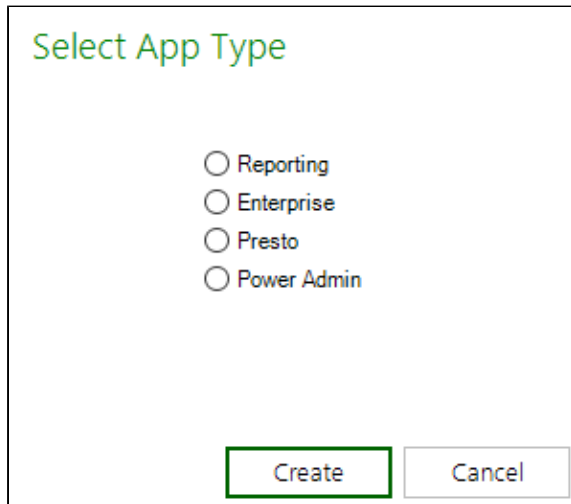 Select App Type
Reporting
Enterprise
Presto
Power Admin
Create Cancel